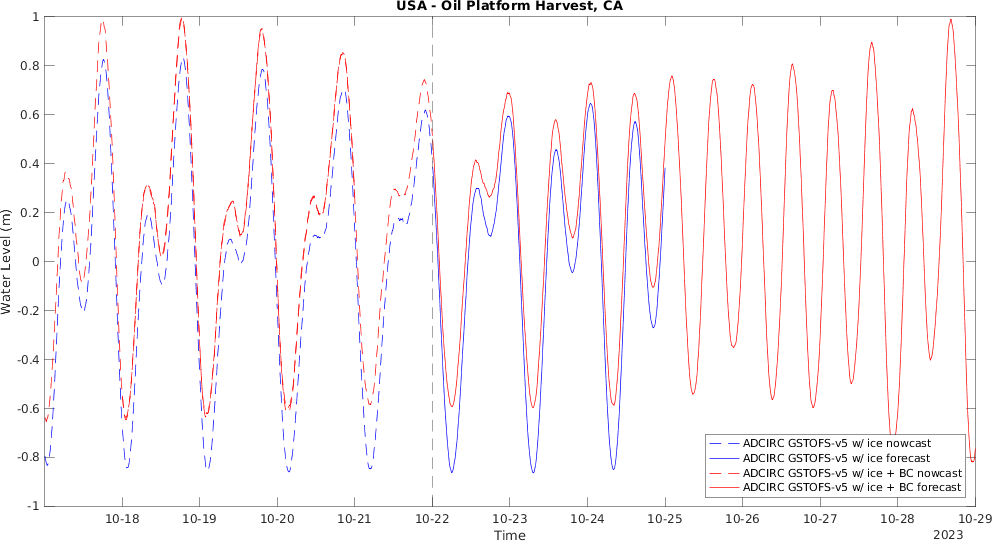 USA - Oil Platform Harvest, CA
1
0.8
0.6
0.4
0.2
0
-0.2
-0.4
-0.6
-0.8
-1
Water Level (m)
ADCIRC GSTOFS-v5 w/ ice nowcast
ADCIRC GSTOFS-v5 w/ ice forecast
ADCIRC GSTOFS-v5 w/ ice + BC nowcast
ADCIRC GSTOFS-v5 w/ ice + BC forecast
10-18 10-19 10-20 10-21 10-22 10-23 10-24 10-25 10-26 10-27 10-28 10-29
Time
2023